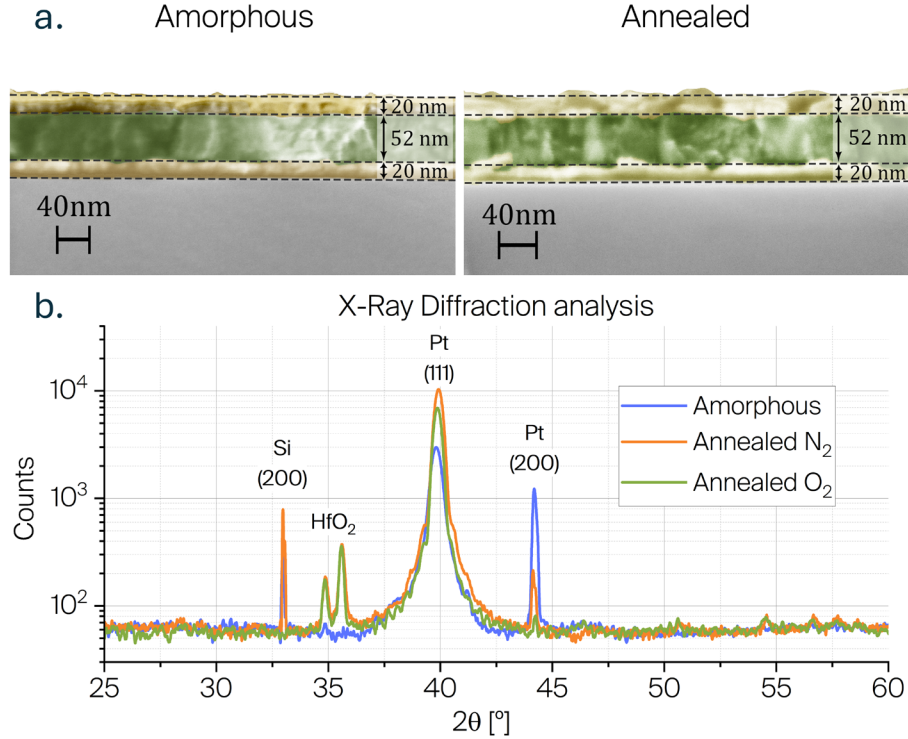 a.
Amorphous
Annealed
20 nm
52 nm
20 nm
40nm
20 nm
52 nm
20 nm
40nm
b.
X-Ray Diffraction analysis
Pt
(111)
Pt
(200)
Si
(200)
HfO₂
Amorphous
Annealed N₂
Annealed O₂
Counts
10⁴
10³
10²
25 30 35 40 45 50 55 60
2θ [º]